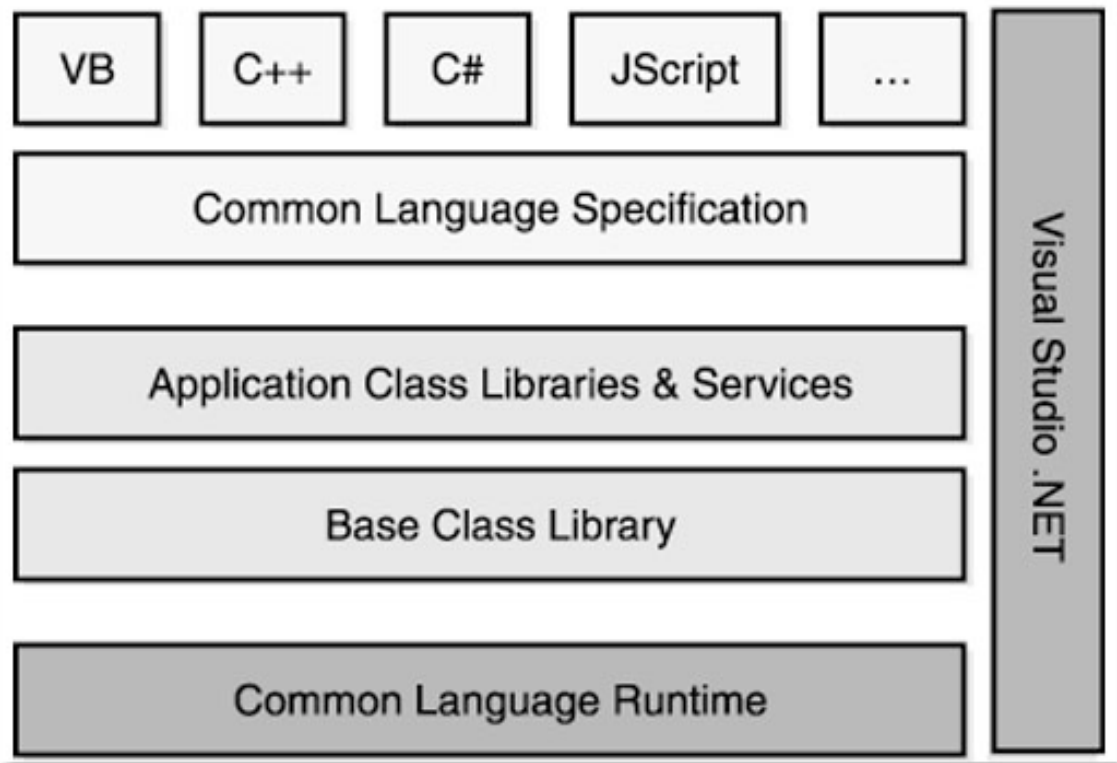 VB
C++
C#
JScript
...
Common Language Specification
Application Class Libraries & Services
Base Class Library
Common Language Runtime
Visual Studio .NET